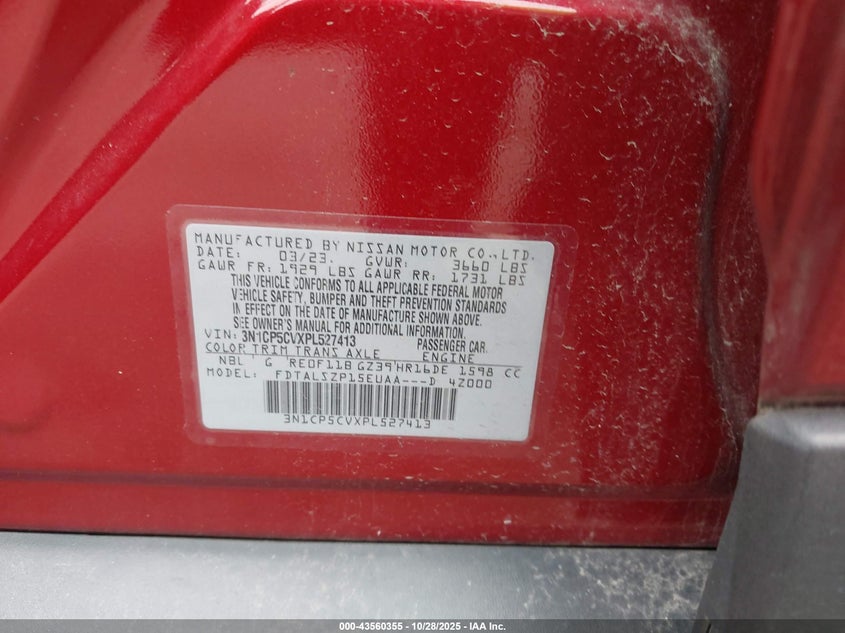 MANUFACTURED BY NISSAN MOTOR CO.,LTD.
DATE: 03/23. GVWR: 3660 LBS
GAWR FR: 1929 LBS GAWR RR: 1731 LBS
THIS VEHICLE CONFORMS TO ALL APPLICABLE FEDERAL MOTOR
VEHICLE SAFETY, BUMPER AND THEFT PREVENTION STANDARDS
IN EFFECT ON THE DATE OF MANUFACTURE SHOWN ABOVE.
SEE OWNER'S MANUAL FOR ADDITIONAL INFORMATION.
VIN: 3N1CP5CVXPL527413 PASSENGER CAR.
COLOR TRIM TRANS AXLE ENGINE
NBL G RE0F11B GZ39 HR16DE 1598 CC
MODEL: FDTALSZP15EUAA---D 4Z000
3N1CP5CVXPL527413
000-43560355 | 10/28/2025 - IAA Inc.